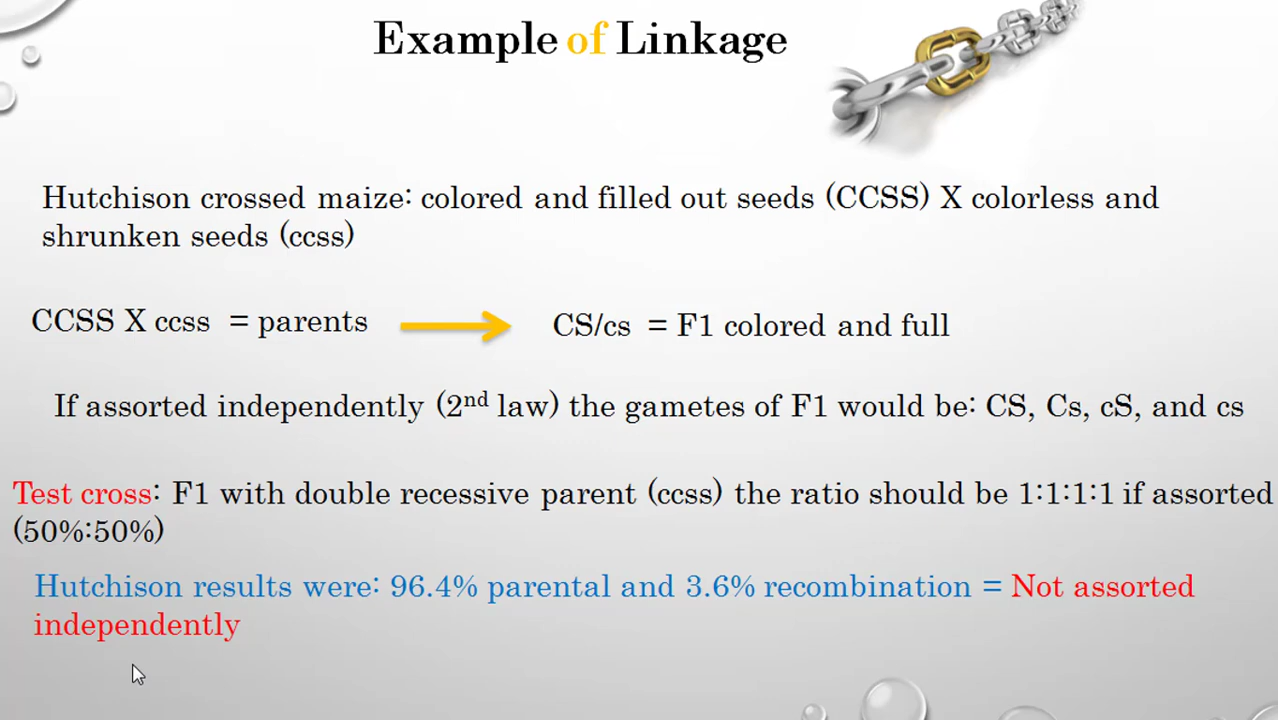 Example of Linkage
Hutchison crossed maize: colored and filled out seeds (CCSS) X colorless and
shrunken seeds (ccss)
CCSS X ccss = parents
CS/cs = F1 colored and full
If assorted independently (2nd law) the gametes of F1 would be: CS, Cs, cS, and cs
Test cross: F1 with double recessive parent (ccss) the ratio should be 1:1:1:1 if assorted
(50%:50%)
Hutchison results were: 96.4% parental and 3.6% recombination = Not assorted
independently